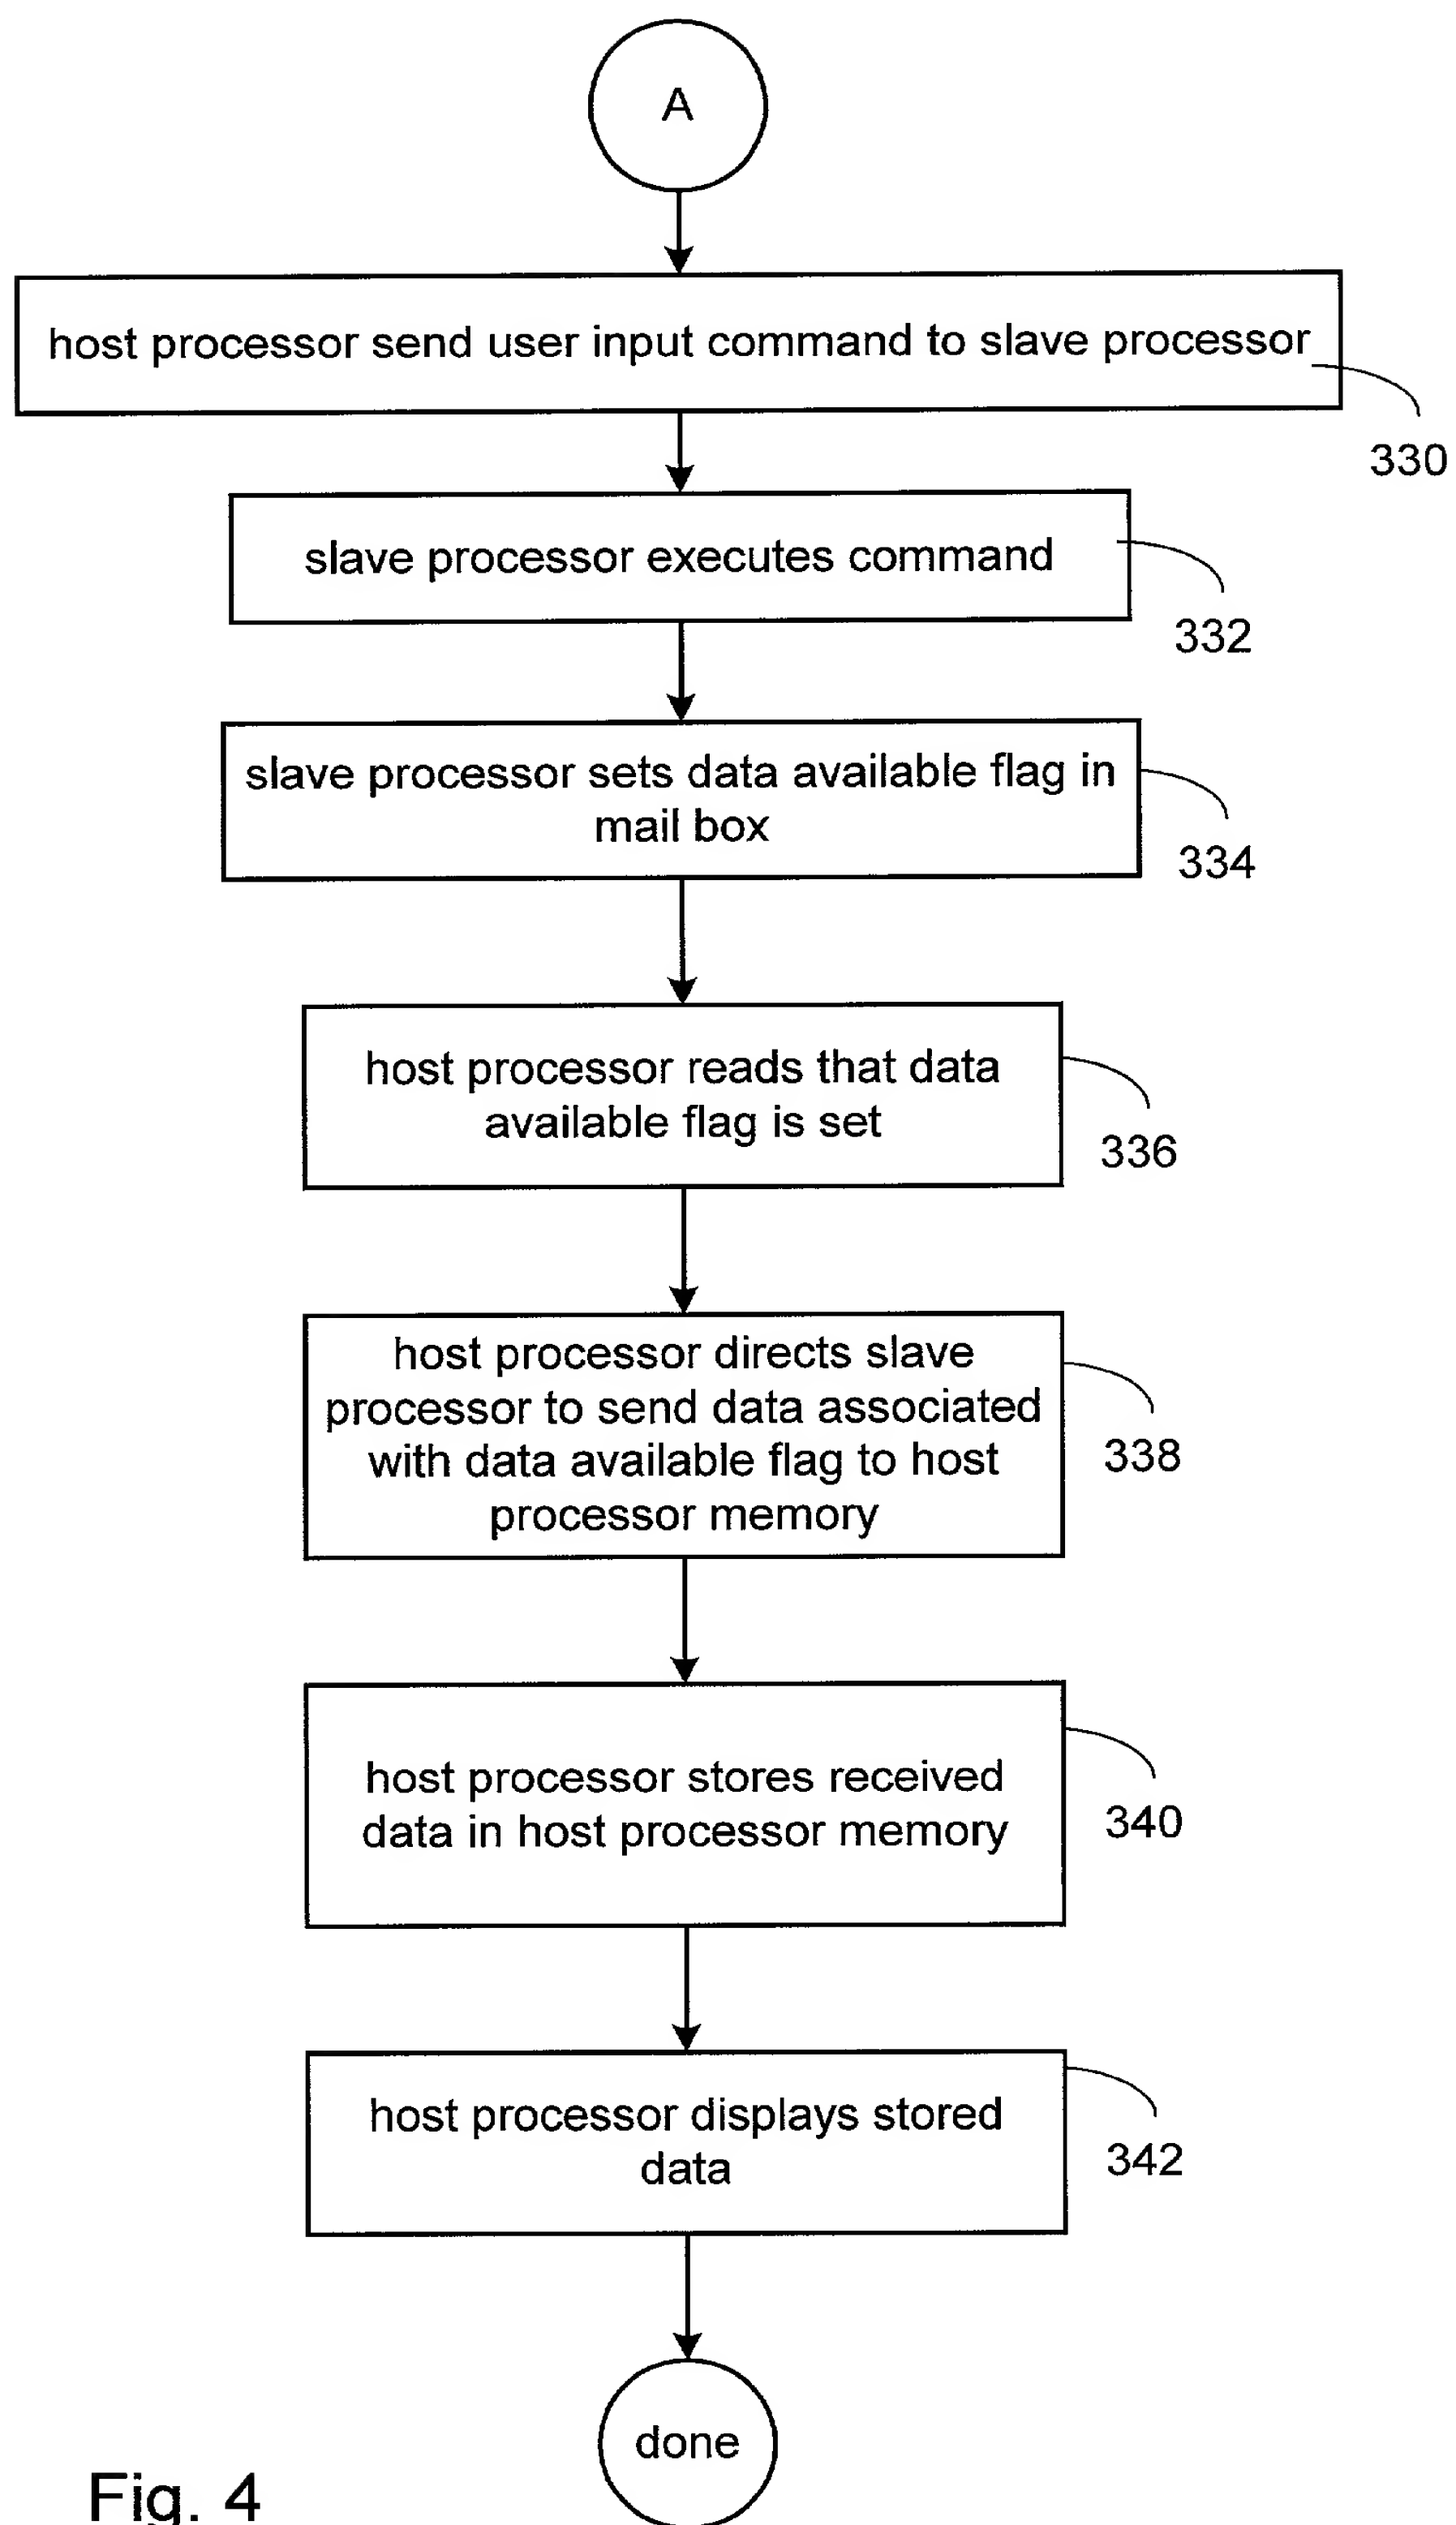 A
host processor send user input command to slave processor
330
slave processor executes command
332
slave processor sets data available flag in
mail box
334
host processor reads that data
available flag is set
336
host processor directs slave
processor to send data associated
with data available flag to host
processor memory
338
host processor stores received
data in host processor memory
340
host processor displays stored
data
342
done
Fig. 4